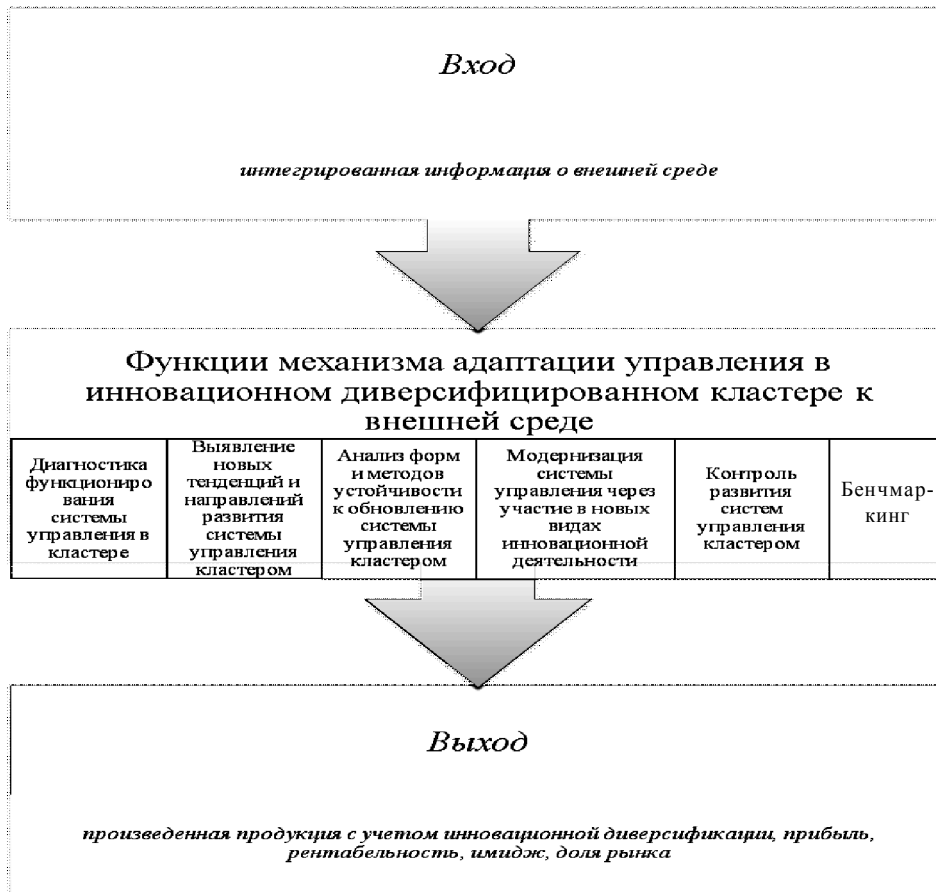 Вход
интегрированная информация о внешней среде
Функции механизма адаптации управления в
инновационном диверсифицированном кластере к
внешней среде
Диагностика
функциониро
вания
системы
управления в
кластере
Выявление
новых
тенденций и
направлений
развития
системы
управления
кластером
Анализ форм
и методов
устойчивости
к обновлению
системы
управления
кластером
Модернизация
системы
управления через
участие в новых
видах
инновационной
деятельности
Контроль
развития
систем
управления
кластером
Бенчмар-
кинг
Выход
произведенная продукция с учетом инновационной диверсификации, прибыль,
рентабельность, имидж, доля рынка